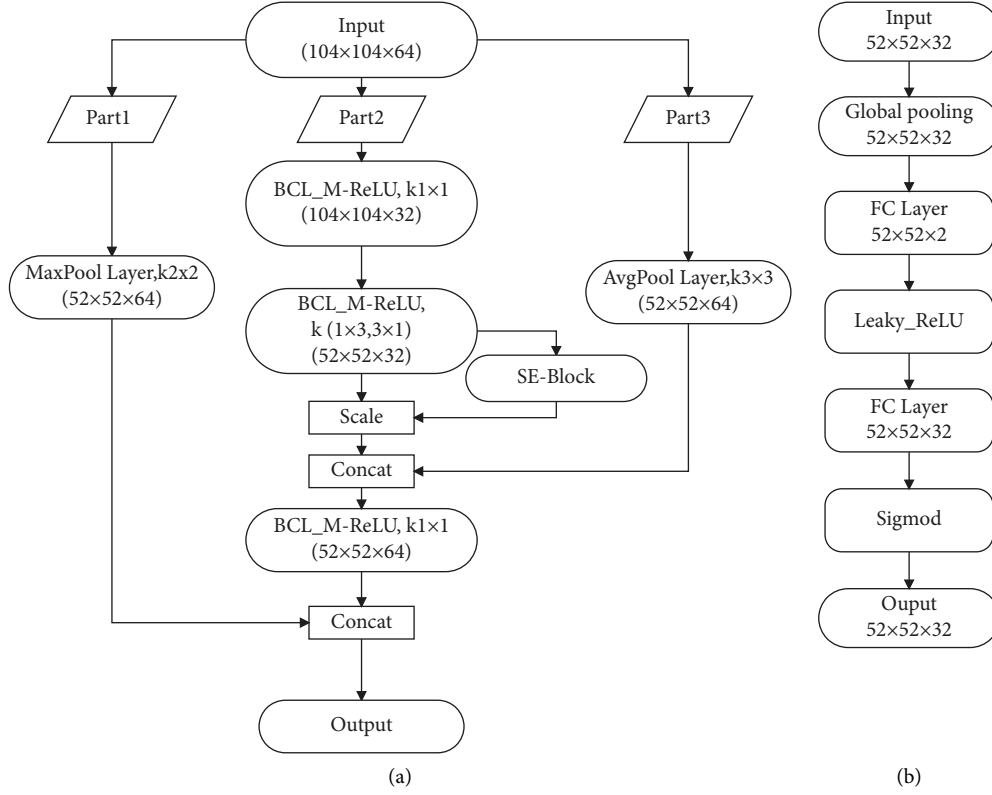 Input
(104×104×64)
Part1
Part2
Part3
BCL_M-ReLU, k1×1
(104×104×32)
MaxPool Layer,k2x2
(52×52×64)
BCL_M-ReLU,
k (1×3,3×1)
(52×52×32)
AvgPool Layer,k3×3
(52×52×64)
SE-Block
Scale
Concat
BCL_M-ReLU, k1×1
(52×52×64)
Concat
Output
(a)
Input
52×52×32
Global pooling
52×52×32
FC Layer
52×52×2
Leaky_ReLU
FC Layer
52×52×32
Sigmod
Ouput
52×52×32
(b)